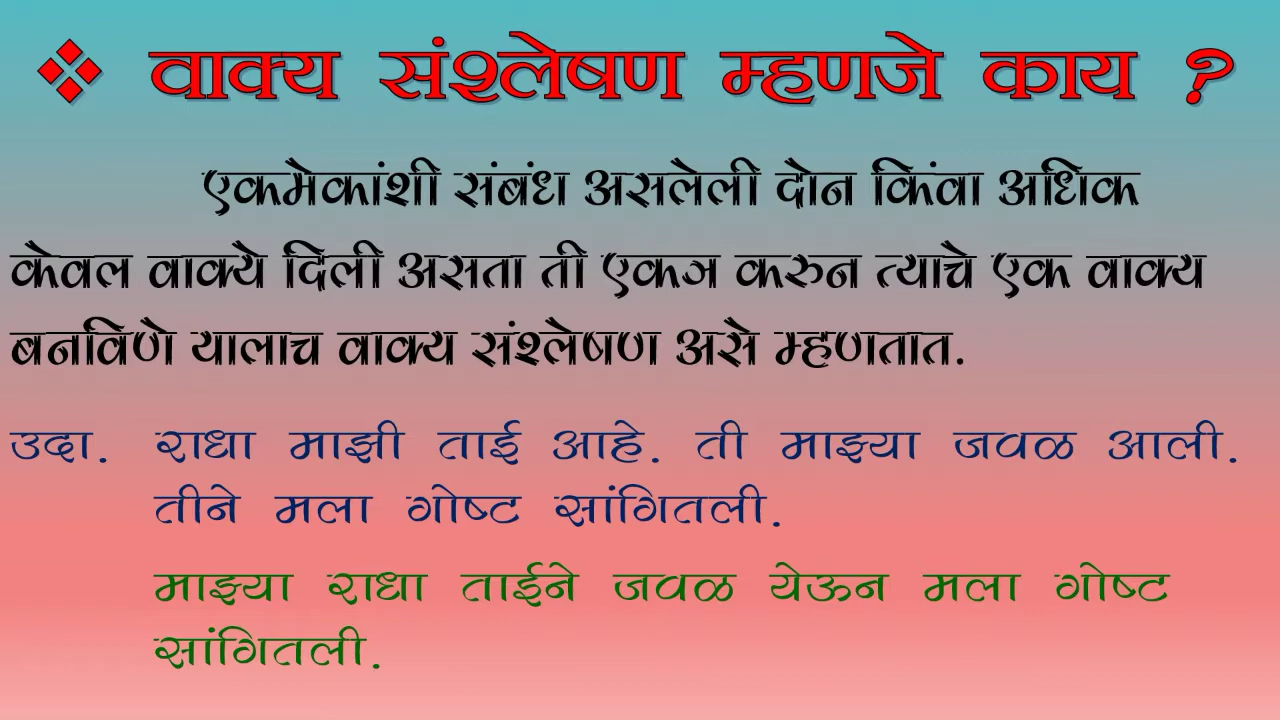 ❖ वाक्य संश्लेषण म्हणजे काय ?
एकमेकांशी संबंध असलेली दोन किंवा अधिक
केवल वाक्ये दिली असता ती एकत्र करुन त्याचे एक वाक्य
बनविणे यालाच वाक्य संश्लेषण असे म्हणतात.
उदा. राधा माझी ताई आहे. ती माझ्या जवळ आली.
तीने मला गोष्ट सांगितली.
माझ्या राधा ताईने जवळ येऊन मला गोष्ट
सांगितली.